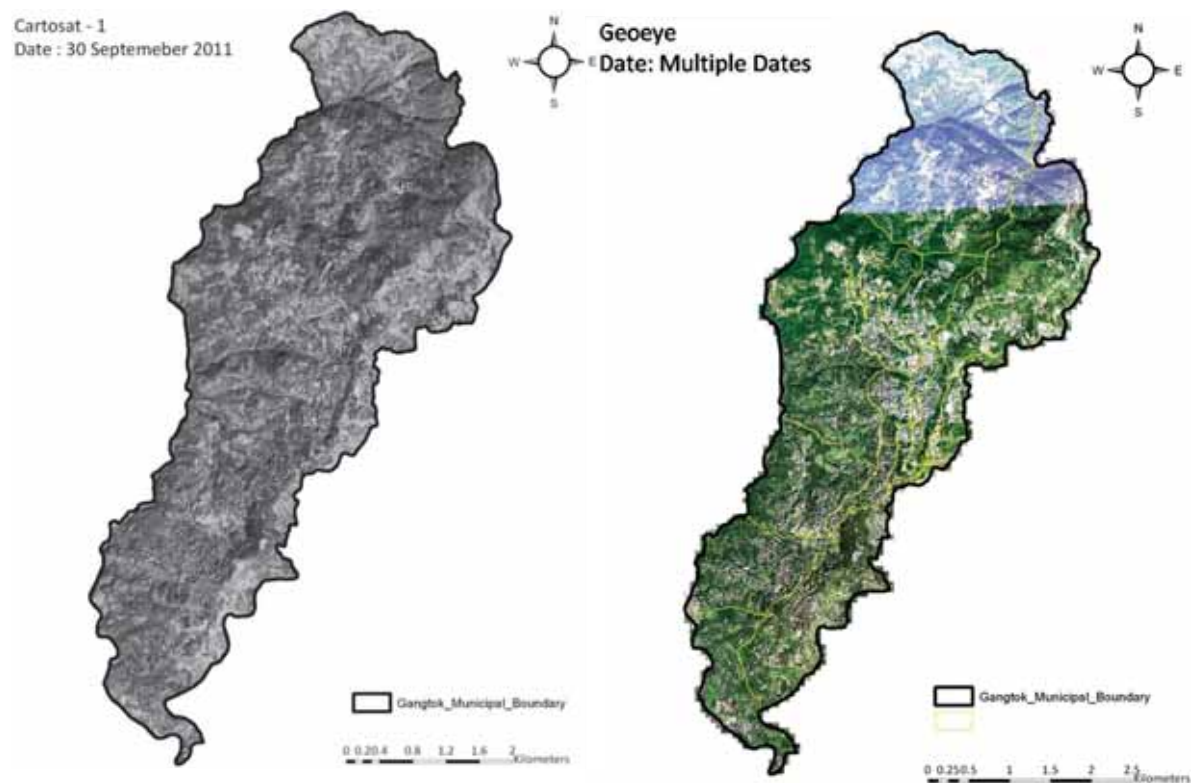 Cartosat - 1
Date : 30 Septemeber 2011
N
W
E
S
Gangtok_Municipal_Boundary
0 0.20.4 0.8 1.2 1.6 2
Kilometers
Geoeye
Date: Multiple Dates
N
W
E
S
Gangtok_Municipal_Boundary
0 0.250.5 1 1.5 2 2.5
Kilometers